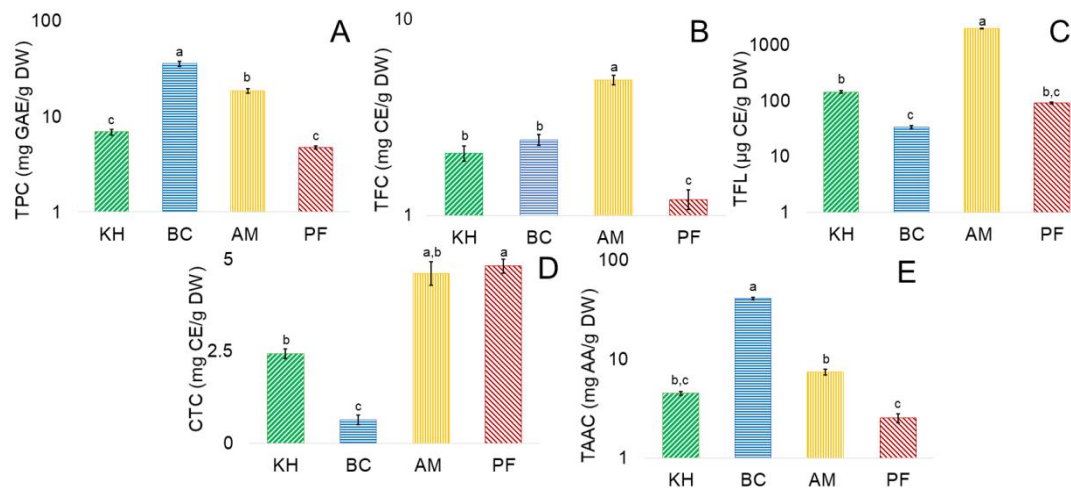 A
TPC (mg GAE/g DW)
100
10
1
c
a
b
c
KH BC AM PF
B
TFC (mg CE/g DW)
10
1
b
b
a
c
KH BC AM PF
C
TFL (µg CE/g DW)
1000
100
10
1
b
c
a
b,c
KH BC AM PF
D
CTC (mg CE/g DW)
5
2.5
0
b
c
a,b
a
KH BC AM PF
E
TAAC (mg AA/g DW)
100
10
1
b,c
a
b
c
KH BC AM PF